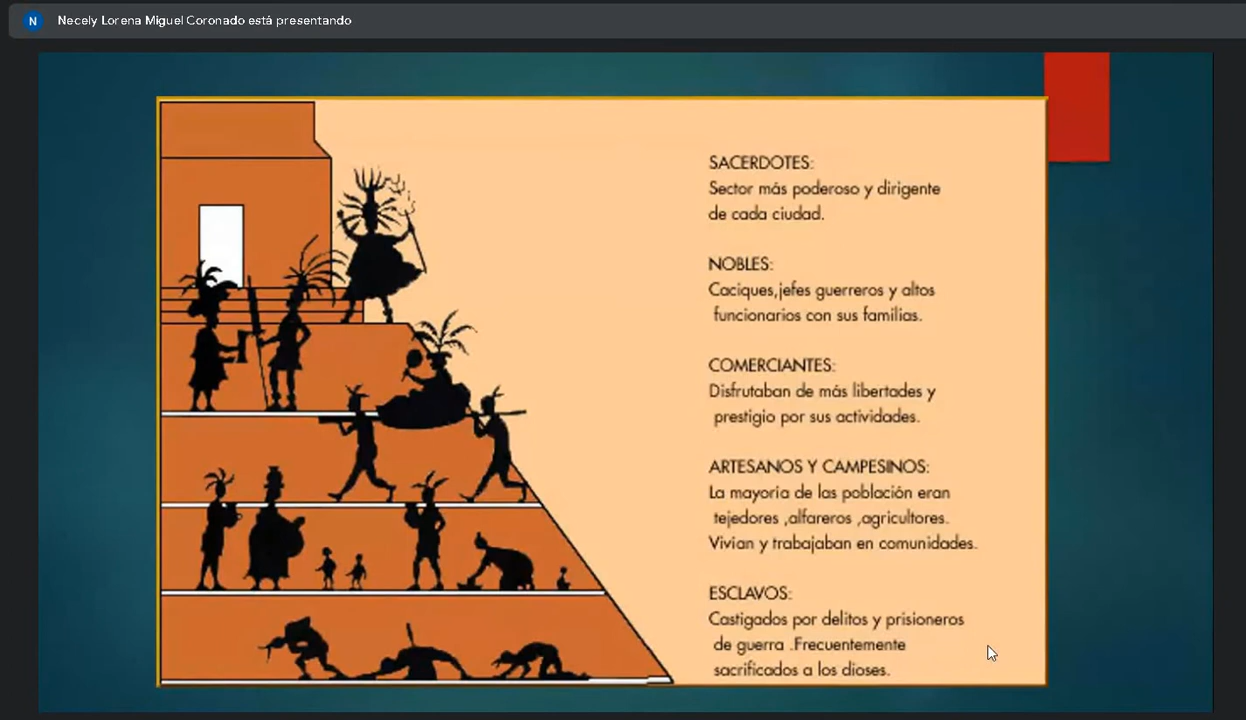 N
Necely Lorena Miguel Coronado está presentando
SACERDOTES:
Sector más poderoso y dirigente
de cada ciudad.
NOBLES:
Caciques,jefes guerreros y altos
funcionarios con sus familias.
COMERCIANTES:
Disfrutaban de más libertades y
prestigio por sus actividades.
ARTESANOS Y CAMPESINOS:
La mayoria de las población eran
tejedores ,alfareros ,agricultores.
Vivian y trabajaban en comunidades.
ESCLAVOS:
Castigados por delitos y prisioneros
de guerra .Frecuentemente
sacrificados a los dioses.